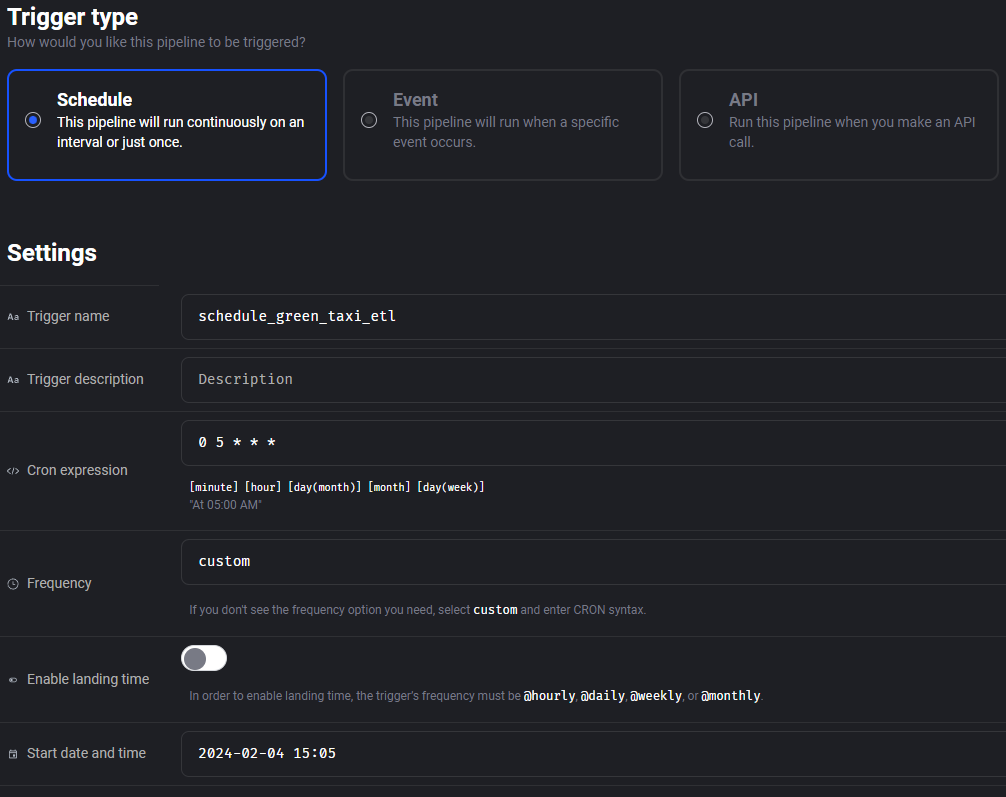 Trigger type
How would you like this pipeline to be triggered?
Schedule
This pipeline will run continuously on an
interval or just once.
Event
This pipeline will run when a specific
event occurs.
API
Run this pipeline when you make an API
call.
Settings
Aa Trigger name
schedule_green_taxi_etl
Aa Trigger description
Description
</> Cron expression
0 5 * * *
[minute] [hour] [day(month)] [month] [day(week)]
"At 05:00 AM"
Frequency
custom
If you don't see the frequency option you need, select custom and enter CRON syntax.
Enable landing time
In order to enable landing time, the trigger's frequency must be @hourly, @daily, @weekly, or @monthly.
Start date and time
2024-02-04 15:05